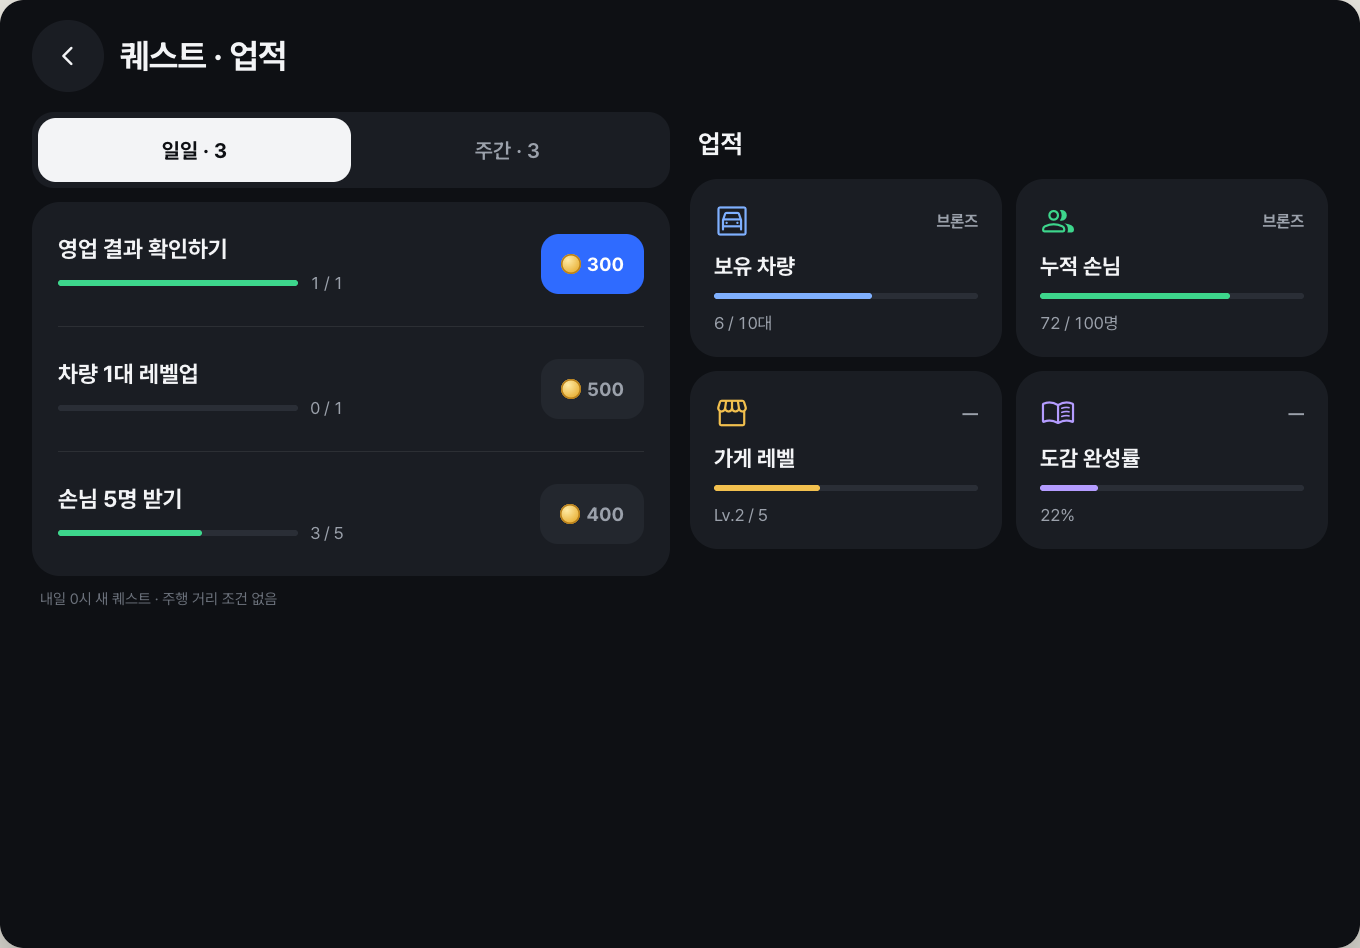 퀘스트 · 업적
일일 · 3
주간 · 3
영업 결과 확인하기
1 / 1
300
차량 1대 레벨업
0 / 1
500
손님 5명 받기
3 / 5
400
내일 0시 새 퀘스트 · 주행 거리 조건 없음
업적
브론즈
보유 차량
6 / 10대
브론즈
누적 손님
72 / 100명
—
가게 레벨
Lv.2 / 5
—
도감 완성률
22%